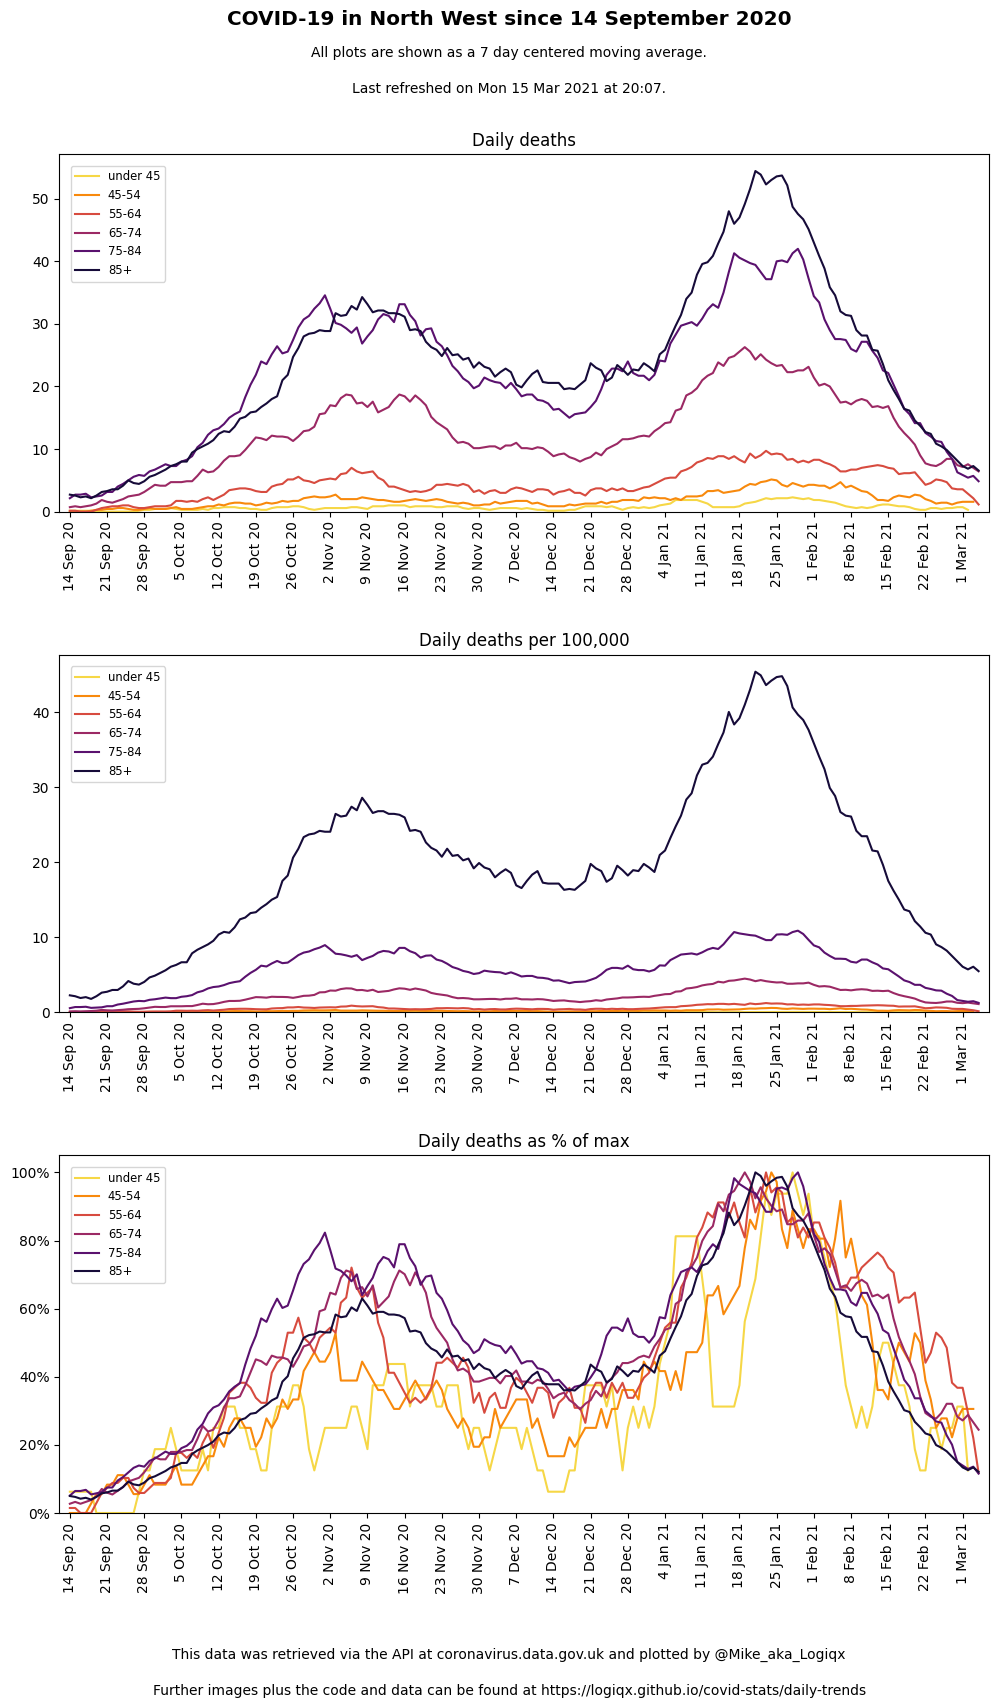 COVID-19 in North West since 14 September 2020
All plots are shown as a 7 day centered moving average.
Last refreshed on Mon 15 Mar 2021 at 20:07.
Daily deaths
under 45
45-54
55-64
65-74
75-84
85+
50
40
30
20
10
0
14 Sep 20 21 Sep 20 28 Sep 20 5 Oct 20 12 Oct 20 19 Oct 20 26 Oct 20 2 Nov 20 9 Nov 20 16 Nov 20 23 Nov 20 30 Nov 20 7 Dec 20 14 Dec 20 21 Dec 20 28 Dec 20 4 Jan 21 11 Jan 21 18 Jan 21 25 Jan 21 1 Feb 21 8 Feb 21 15 Feb 21 22 Feb 21 1 Mar 21
Daily deaths per 100,000
under 45
45-54
55-64
65-74
75-84
85+
40
30
20
10
0
14 Sep 20 21 Sep 20 28 Sep 20 5 Oct 20 12 Oct 20 19 Oct 20 26 Oct 20 2 Nov 20 9 Nov 20 16 Nov 20 23 Nov 20 30 Nov 20 7 Dec 20 14 Dec 20 21 Dec 20 28 Dec 20 4 Jan 21 11 Jan 21 18 Jan 21 25 Jan 21 1 Feb 21 8 Feb 21 15 Feb 21 22 Feb 21 1 Mar 21
Daily deaths as % of max
under 45
45-54
55-64
65-74
75-84
85+
100%
80%
60%
40%
20%
0%
14 Sep 20 21 Sep 20 28 Sep 20 5 Oct 20 12 Oct 20 19 Oct 20 26 Oct 20 2 Nov 20 9 Nov 20 16 Nov 20 23 Nov 20 30 Nov 20 7 Dec 20 14 Dec 20 21 Dec 20 28 Dec 20 4 Jan 21 11 Jan 21 18 Jan 21 25 Jan 21 1 Feb 21 8 Feb 21 15 Feb 21 22 Feb 21 1 Mar 21
This data was retrieved via the API at coronavirus.data.gov.uk and plotted by @Mike_aka_Logiqx
Further images plus the code and data can be found at https://logiqx.github.io/covid-stats/daily-trends